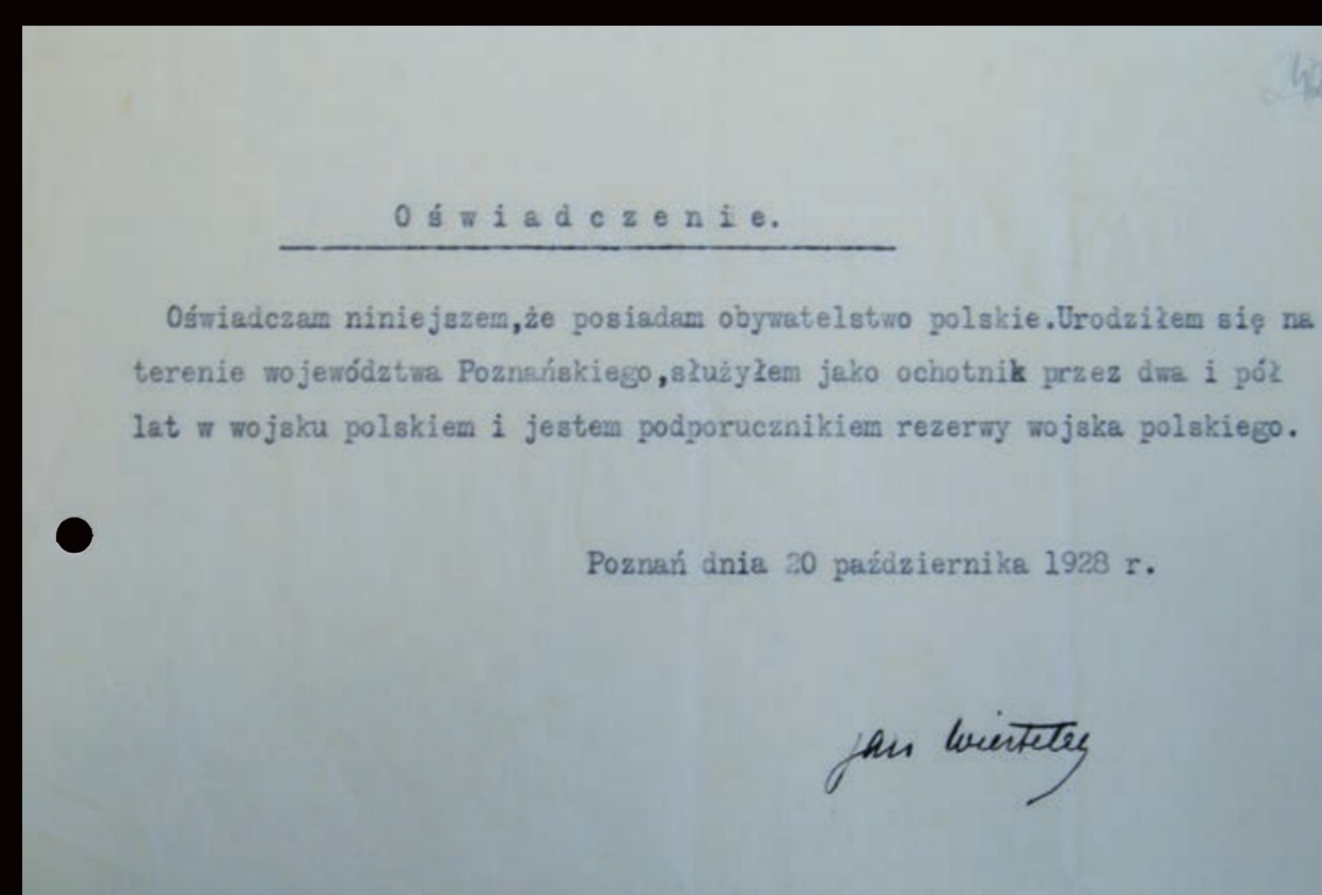 Oświadczenie.
Oświadczam niniejszem,że posiadam obywatelstwo polskie.Urodziłem się na
terenie województwa Poznańskiego,służyłem jako ochotnik przez dwa i pół
lat w wojsku polskiem i jestem podporucznikiem rezerwy wojska polskiego.
Poznań dnia 20 października 1928 r.
Jan